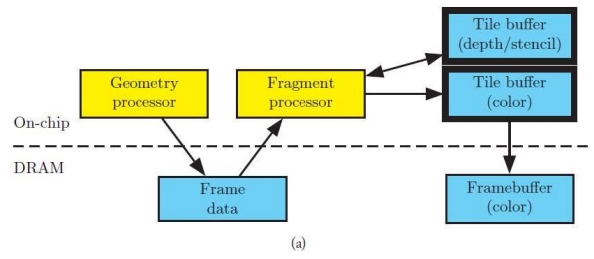 Tile buffer
(depth/stencil)
Geometry
processor
Fragment
processor
Tile buffer
(color)
On-chip
DRAM
Frame
data
Framebuffer
(color)
(a)